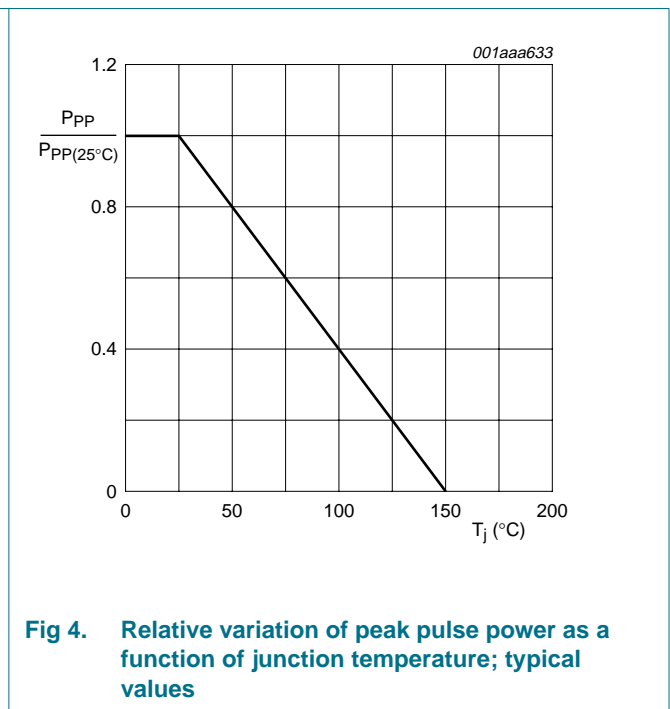 001aaa633
1.2
PPP
PPP(25°C)
0.8
0.4
0
0 50 100 150 200
Tj (°C)
Fig 4. Relative variation of peak pulse power as a
function of junction temperature; typical
values